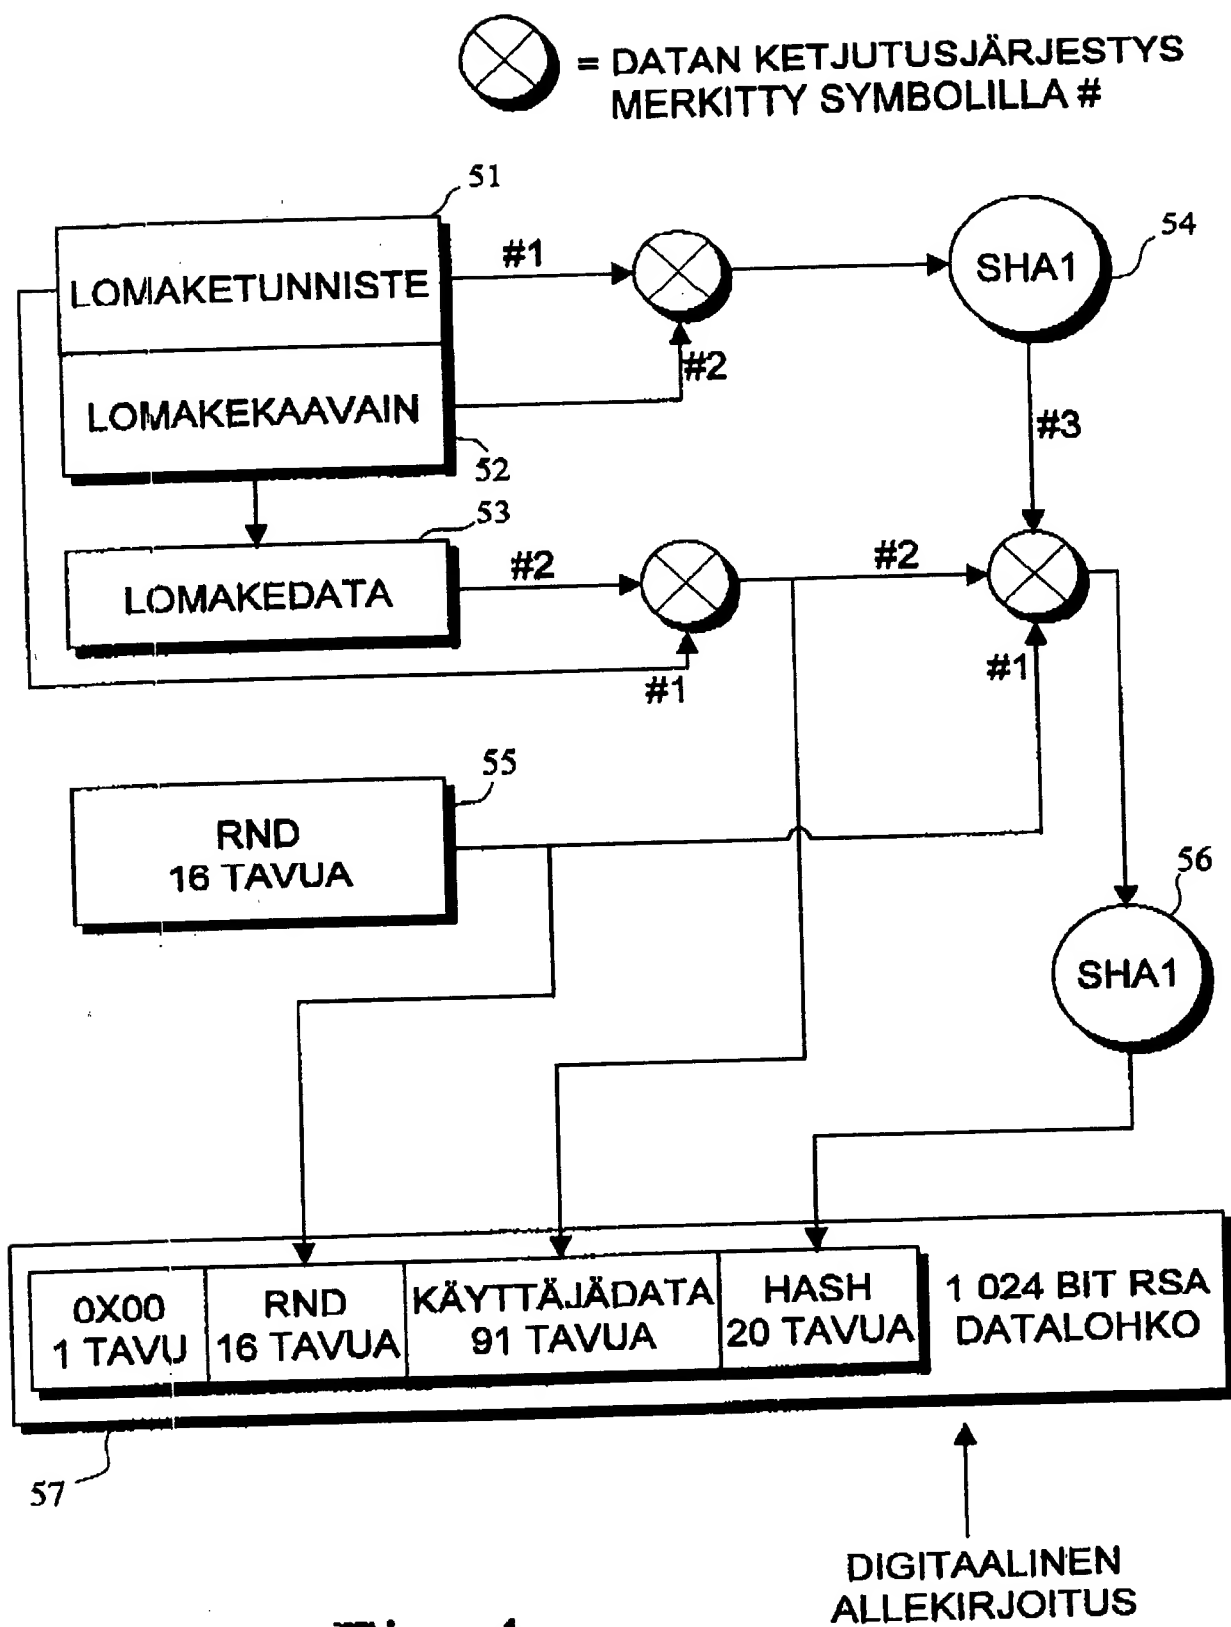 = DATAN KETJUTUSJÄRJESTYS
MERKITTY SYMBOLILLA #
51
LOMAKETUNNISTE
#1
SHA1
54
LOMAKEKAAVAIN
#2
52
#3
53
LOMAKEDATA
#2
#2
#1
#1
55
RND
16 TAVUA
56
SHA1
0X00
1 TAVU
RND
16 TAVUA
KÄYTTÄJÄDATA
91 TAVUA
HASH
20 TAVUA
1 024 BIT RSA
DATALOHKO
57
DIGITAALINEN
ALLEKIRJOITUS